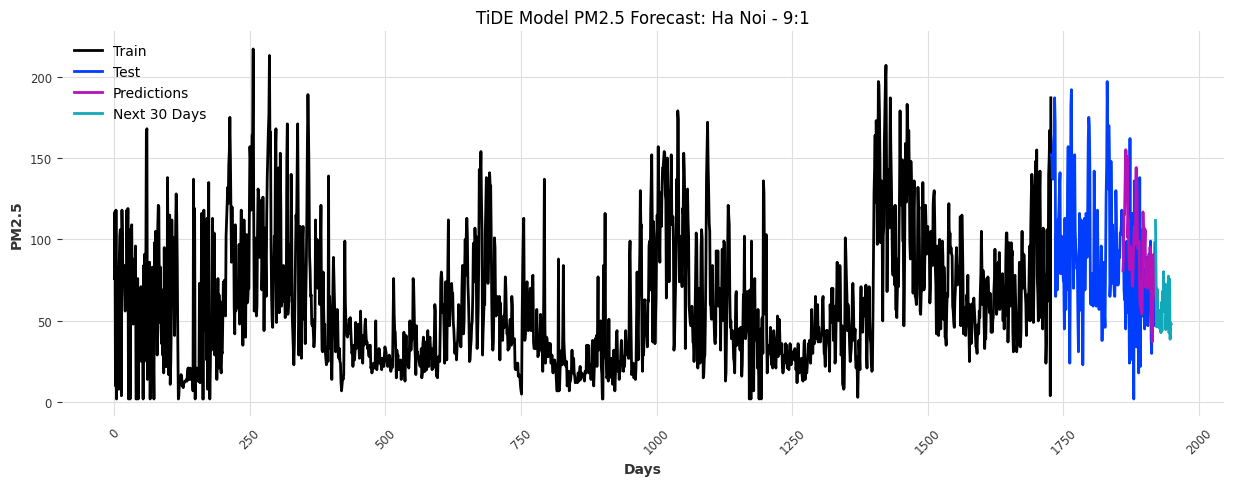 TiDE Model PM2.5 Forecast: Ha Noi - 9:1
Train
Test
Predictions
Next 30 Days
200
150
100
50
0
PM2.5
0
250
500
750
1000
1250
1500
1750
2000
Days